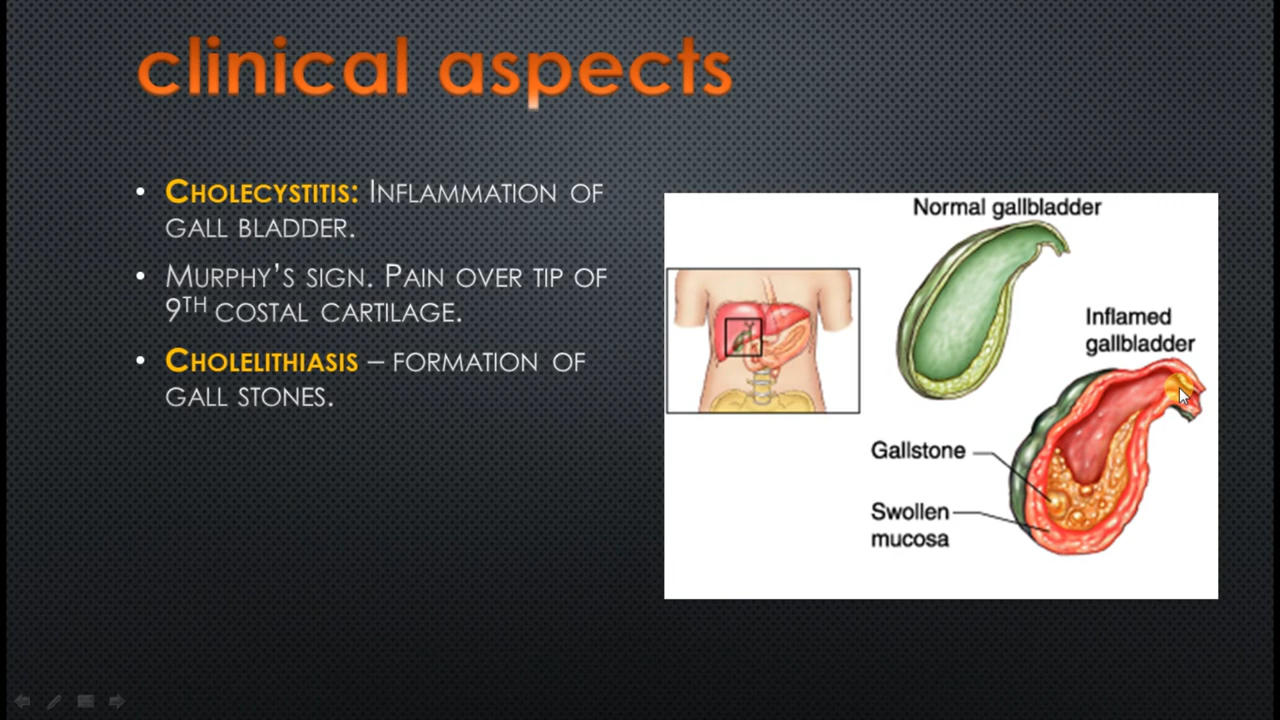 clinical aspects
• Cholecystitis: Inflammation of
gall bladder.
• Murphy's sign. Pain over tip of
9th costal cartilage.
• Cholelithiasis – formation of
gall stones.
Normal gallbladder
Inflamed
gallbladder
Gallstone
Swollen
mucosa